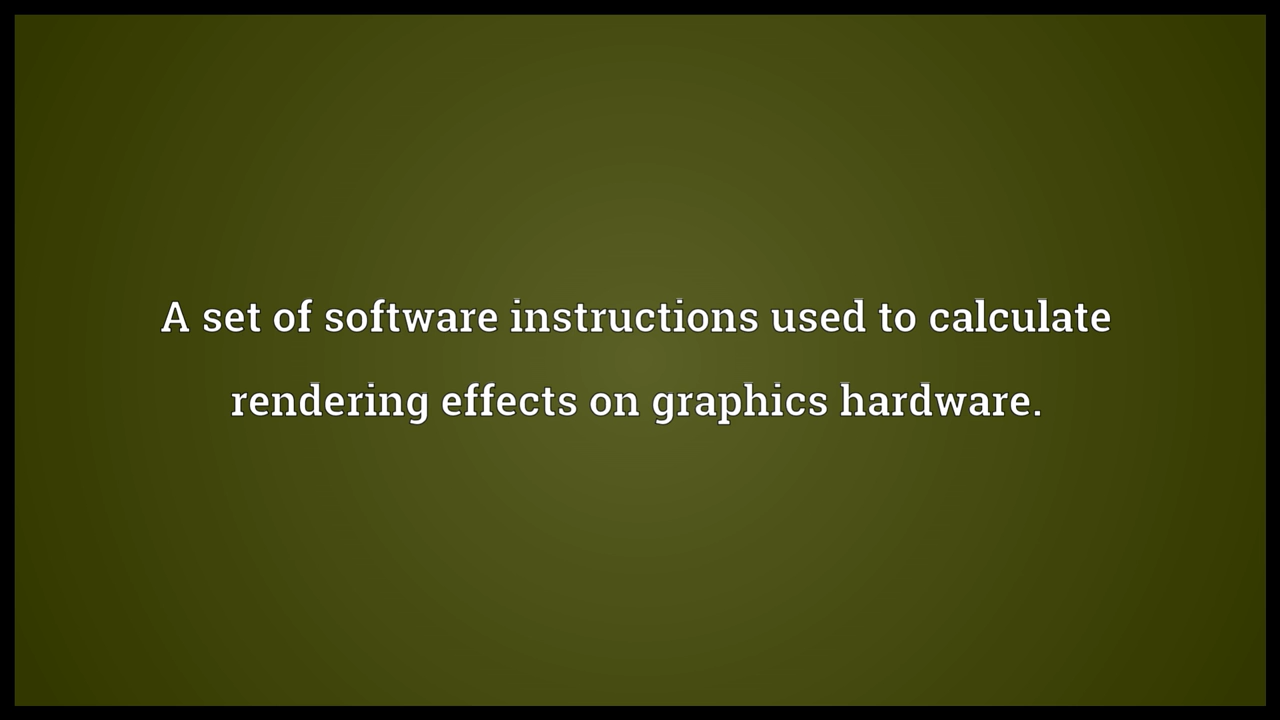 A set of software instructions used to calculate
rendering effects on graphics hardware.